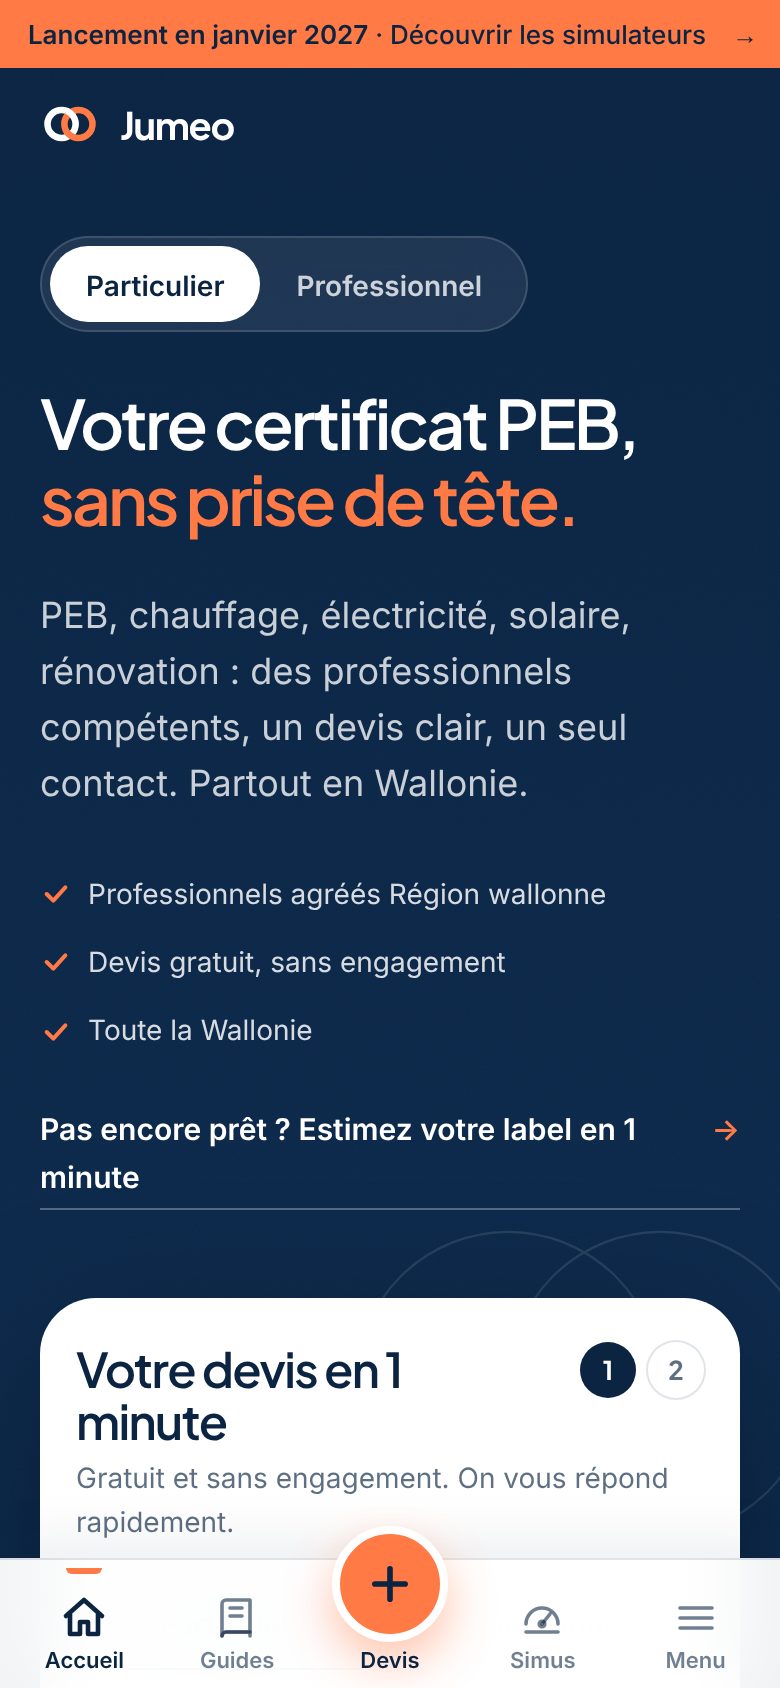 Lancement en janvier 2027 · Découvrir les simulateurs →
Jumeo
Particulier
Professionnel
Votre certificat PEB,
sans prise de tête.
PEB, chauffage, électricité, solaire,
rénovation : des professionnels
compétents, un devis clair, un seul
contact. Partout en Wallonie.
Professionnels agréés Région wallonne
Devis gratuit, sans engagement
Toute la Wallonie
Pas encore prêt ? Estimez votre label en 1
minute
Votre devis en 1
minute
1
2
Gratuit et sans engagement. On vous répond
rapidement.
Accueil
Guides
Devis
Simus
Menu